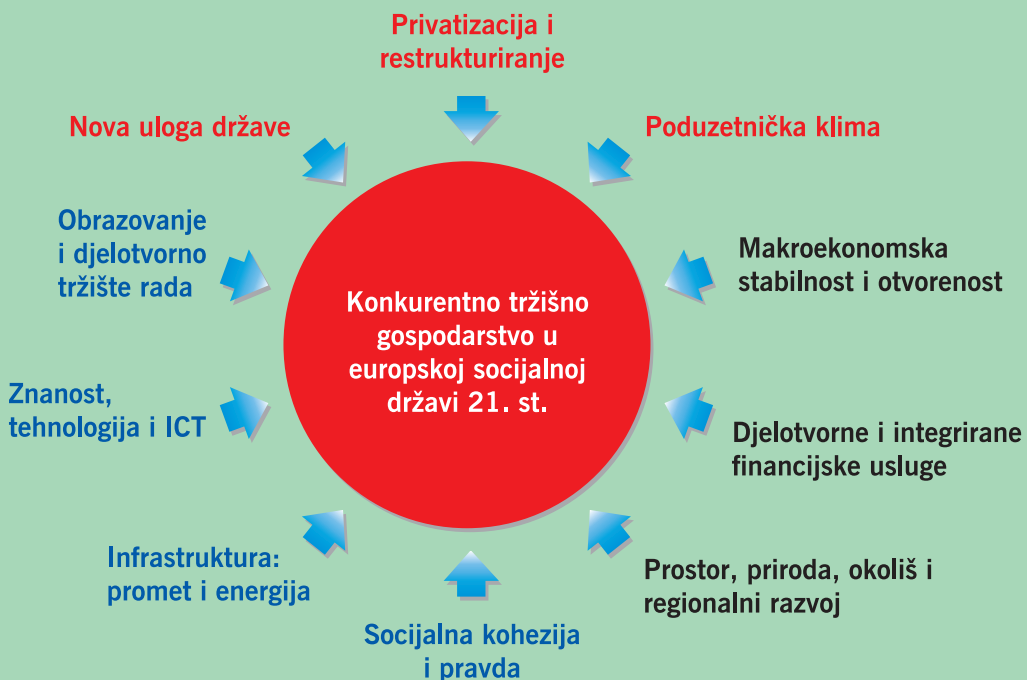 Privatizacija i
restrukturiranje
Nova uloga države
Poduzetnička klima
Obrazovanje
i djelotvorno
tržište rada
Makroekonomska
stabilnost i otvorenost
Konkurentno tržišno
gospodarstvo u
europskoj socijalnoj
državi 21. st.
Znanost,
tehnologija i ICT
Djelotvorne i integrirane
financijske usluge
Infrastruktura:
promet i energija
Prostor, priroda, okoliš i
regionalni razvoj
Socijalna kohezija
i pravda